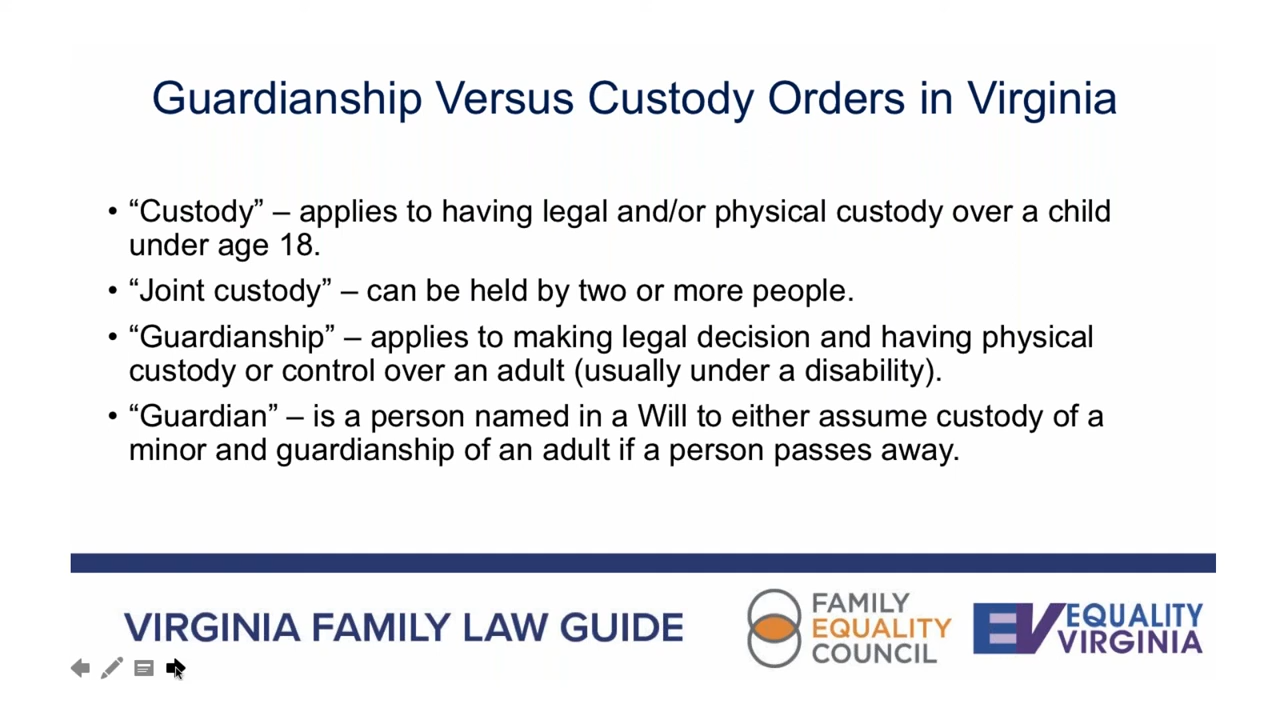 Guardianship Versus Custody Orders in Virginia
• “Custody” – applies to having legal and/or physical custody over a child
under age 18.
• “Joint custody” – can be held by two or more people.
• “Guardianship” – applies to making legal decision and having physical
custody or control over an adult (usually under a disability).
• “Guardian” – is a person named in a Will to either assume custody of a
minor and guardianship of an adult if a person passes away.
VIRGINIA FAMILY LAW GUIDE
FAMILY
EQUALITY
COUNCIL
EV
EQUALITY
VIRGINIA